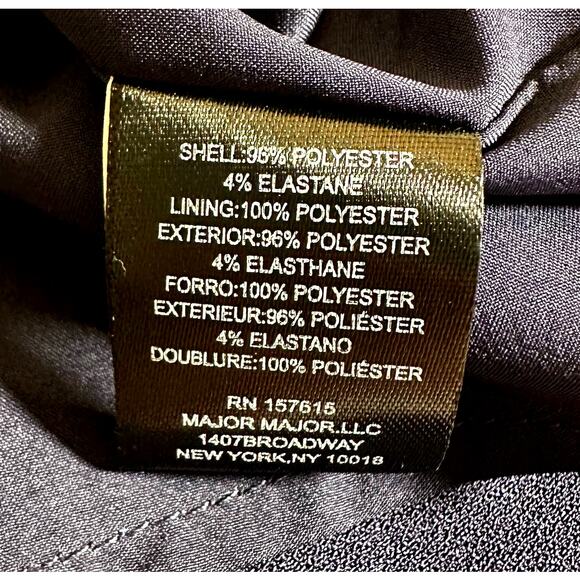 SHELL:96% POLYESTER
4% ELASTANE
LINING:100% POLYESTER
EXTERIOR:96% POLYESTER
4% ELASTHANE
FORRO:100% POLYESTER
EXTERIEUR:96% POLIÉSTER
4% ELASTANO
DOUBLURE:100% POLIÉSTER
RN 157615
MAJOR MAJOR.LLC
1407BROADWAY
NEW YORK,NY 10018